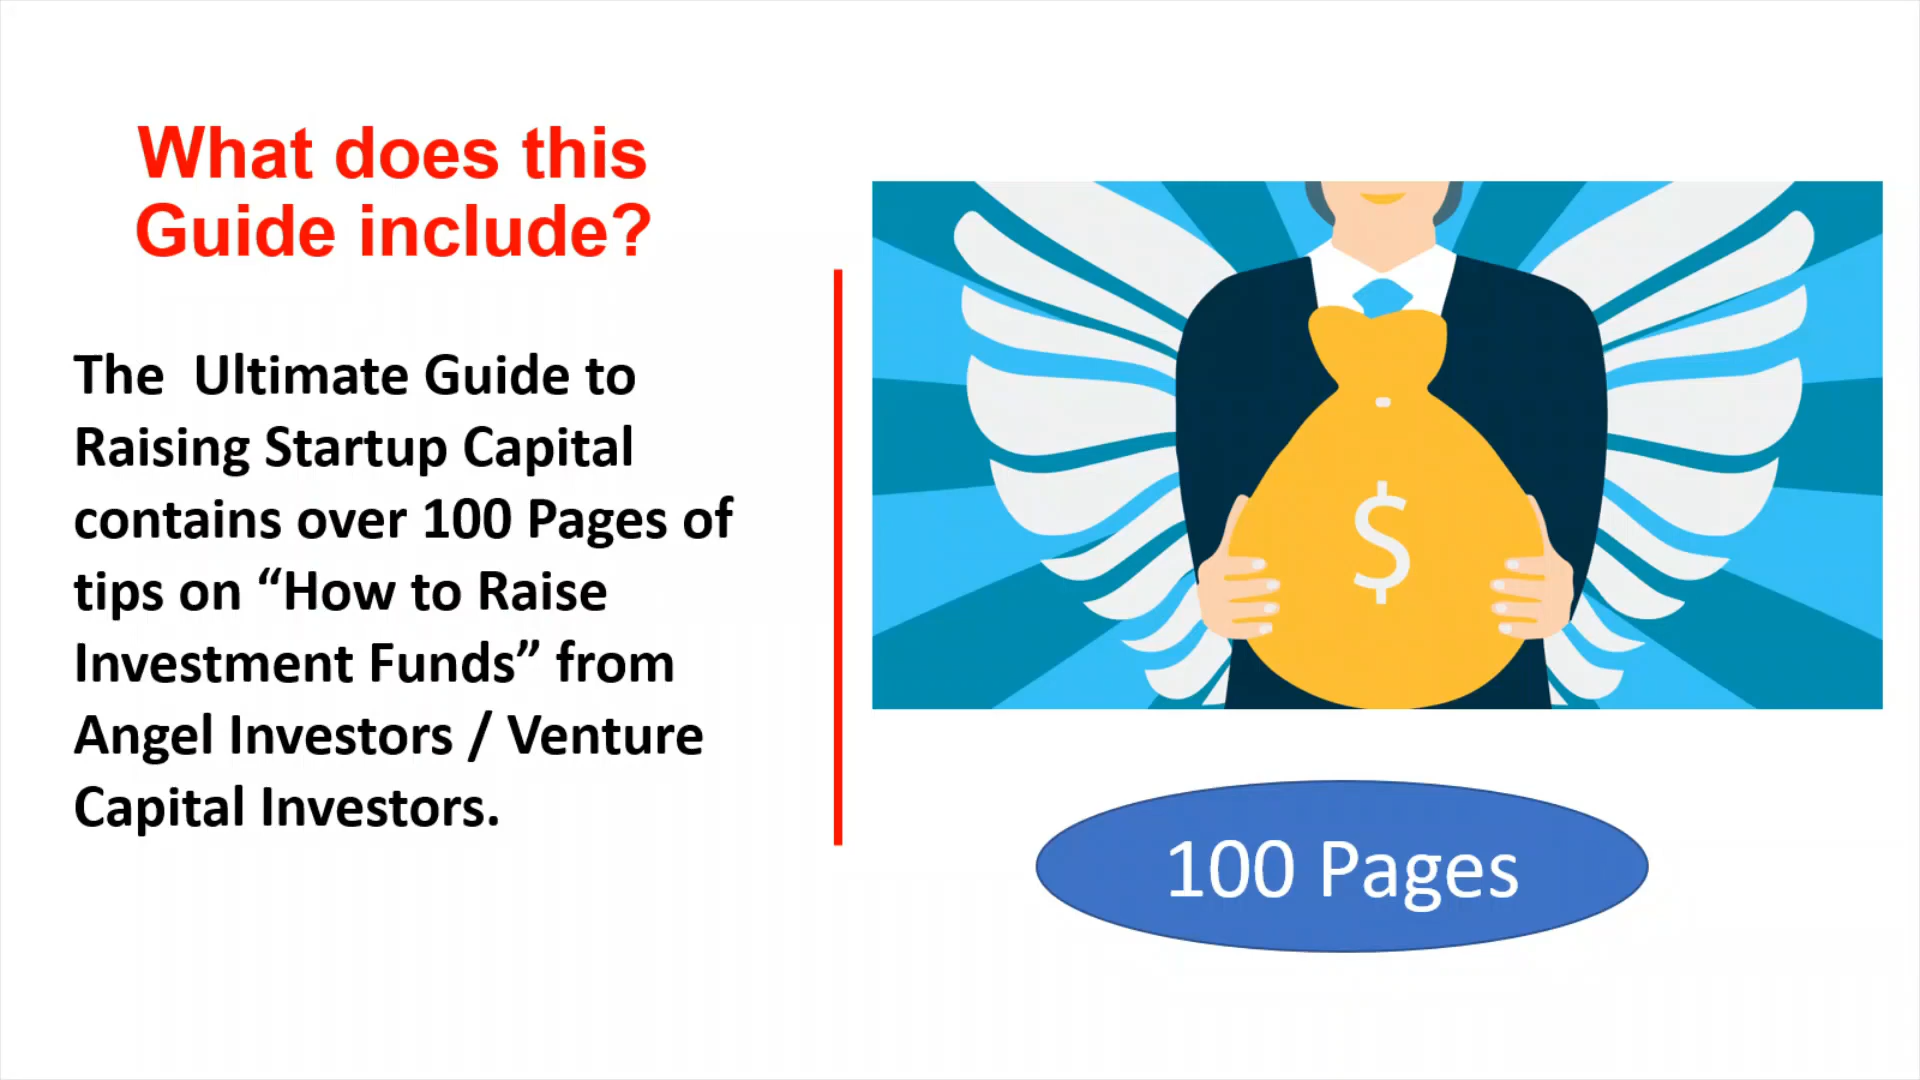 What does this
Guide include?
The  Ultimate Guide to
Raising Startup Capital
contains over 100 Pages of
tips on “How to Raise
Investment Funds” from
Angel Investors / Venture
Capital Investors.
$
100 Pages